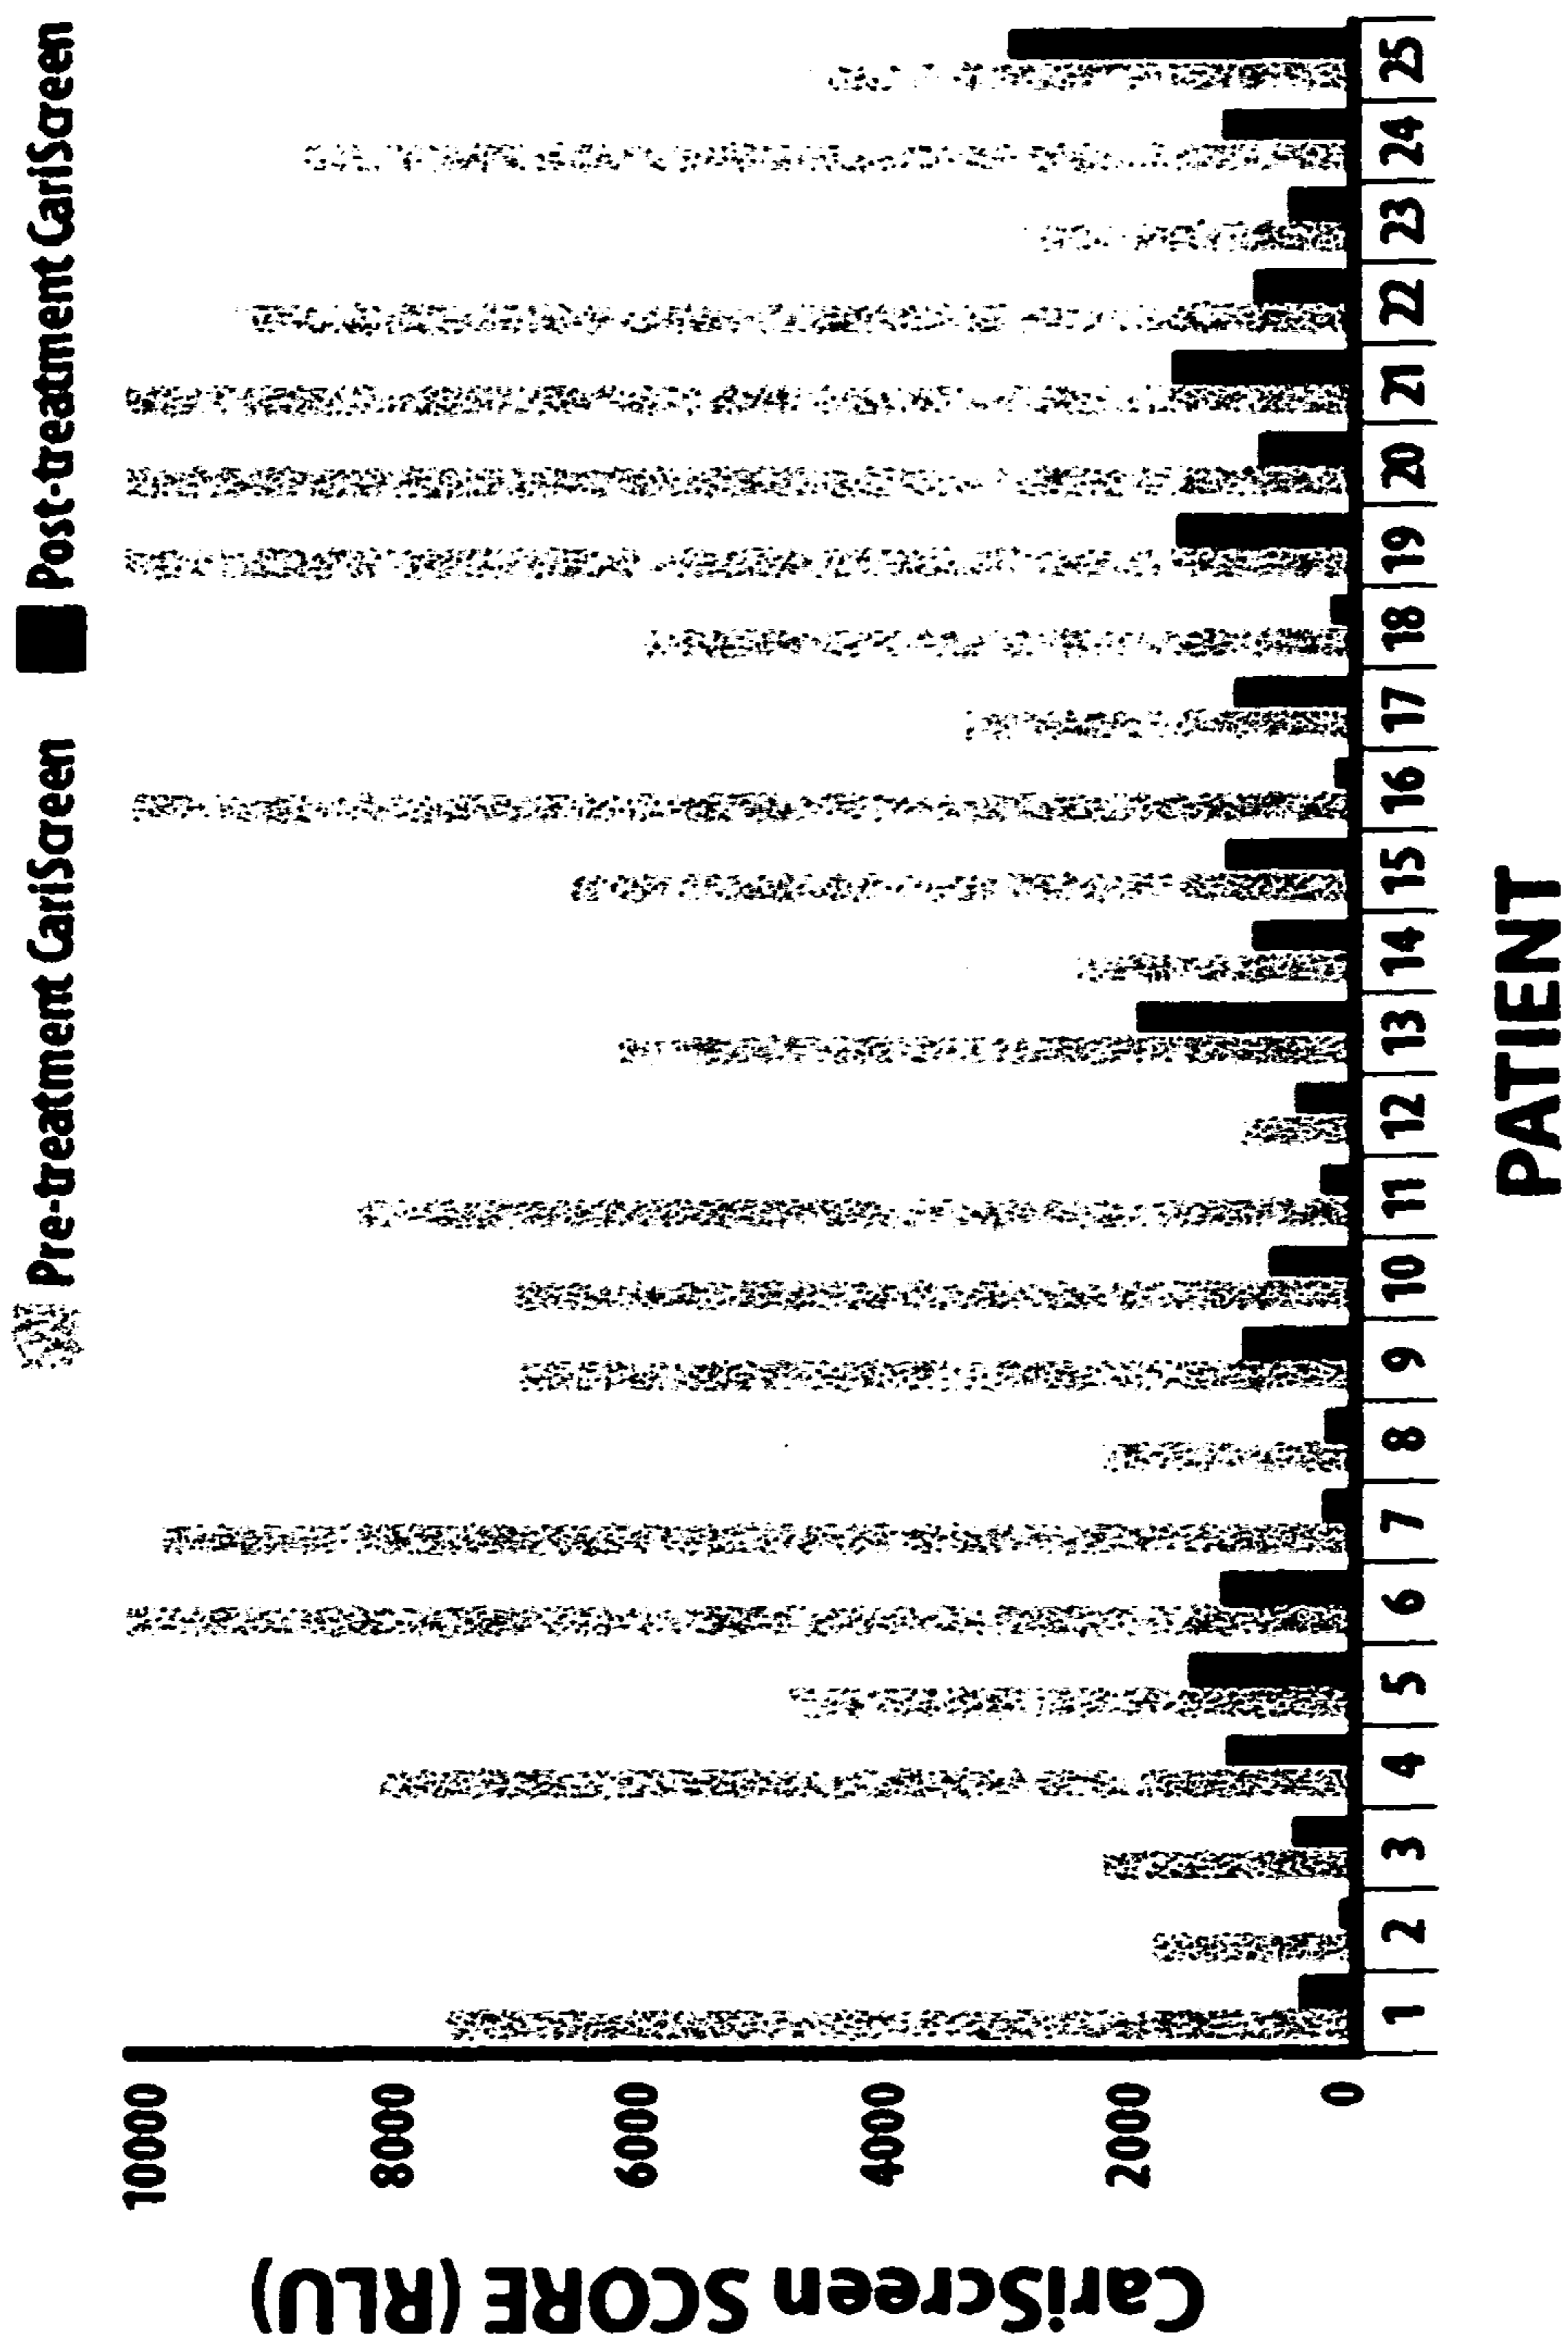 Pre-treatment CariScreen
Post-treatment CariScreen
CariScreen SCORE (RLU)
10000
8000
6000
4000
2000
0
1 2 3 4 5 6 7 8 9 10 11 12 13 14 15 16 17 18 19 20 21 22 23 24 25
PATIENT